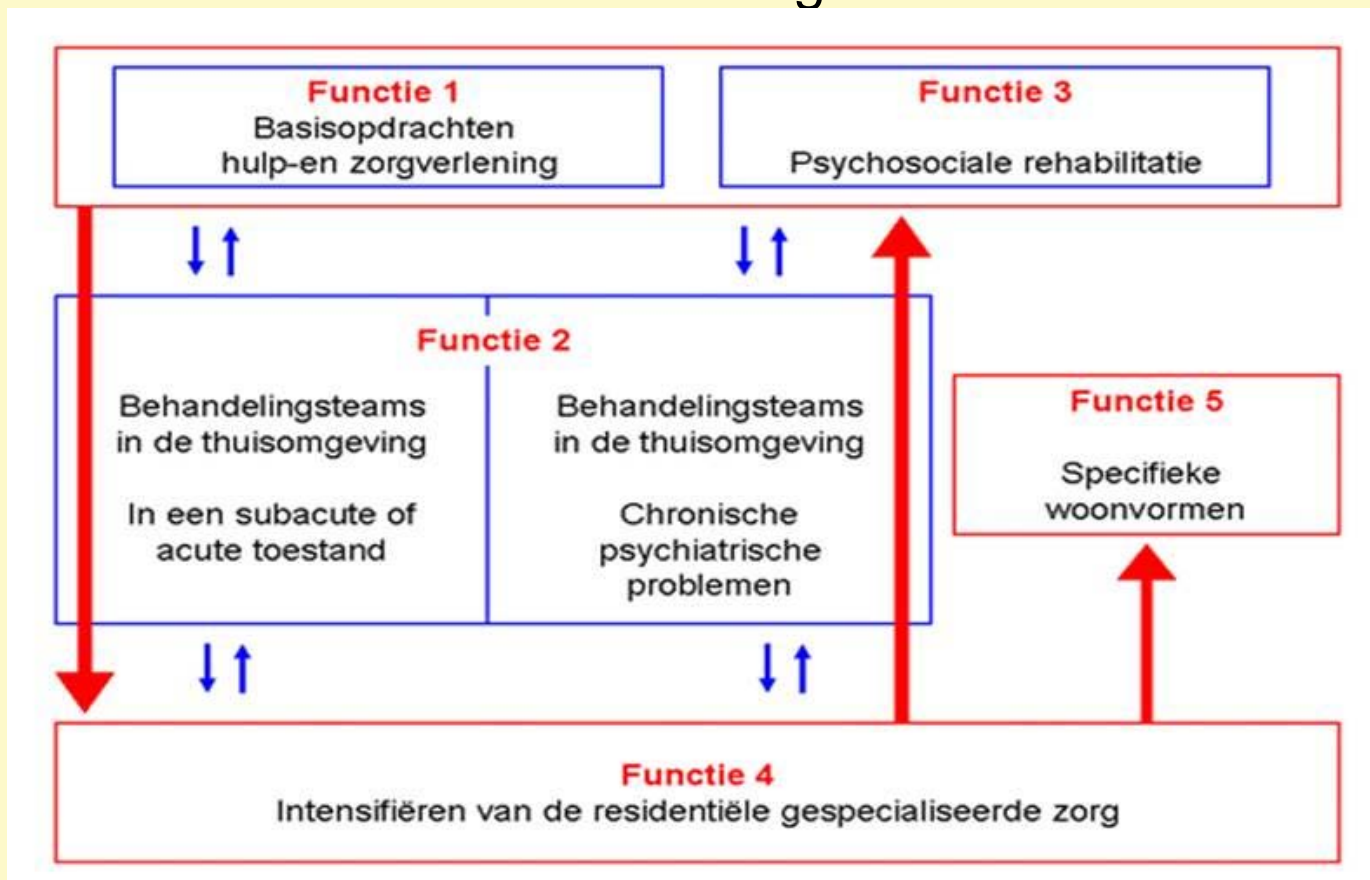 Functie 1
Basisopdrachten
hulp-en zorgverlening
Functie 3
Psychosociale rehabilitatie
Functie 2
Behandelingsteams
in de thuisomgeving
In een subacute of
acute toestand
Behandelingsteams
in de thuisomgeving
Chronische
psychiatrische
problemen
Functie 5
Specifieke
woonvormen
Functie 4
Intensifiëren van de residentiële gespecialiseerde zorg